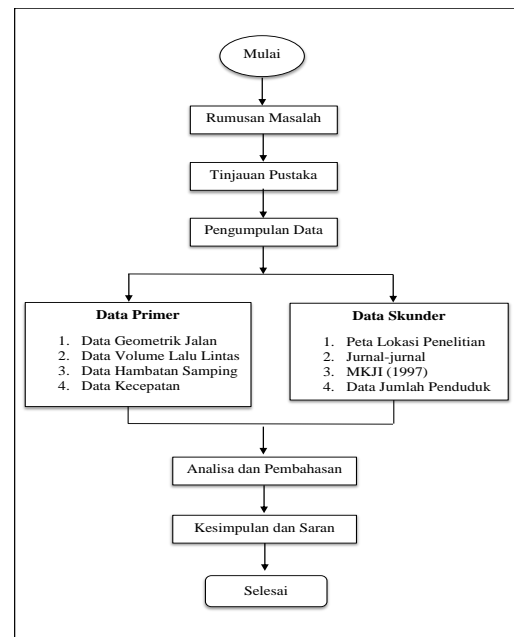 Mulai
Rumusan Masalah
Tinjauan Pustaka
Pengumpulan Data
Data Primer
1. Data Geometrik Jalan
2. Data Volume Lalu Lintas
3. Data Hambatan Samping
4. Data Kecepatan
Data Skunder
1. Peta Lokasi Penelitian
2. Jurnal-jurnal
3. MKJI (1997)
4. Data Jumlah Penduduk
Analisa dan Pembahasan
Kesimpulan dan Saran
Selesai